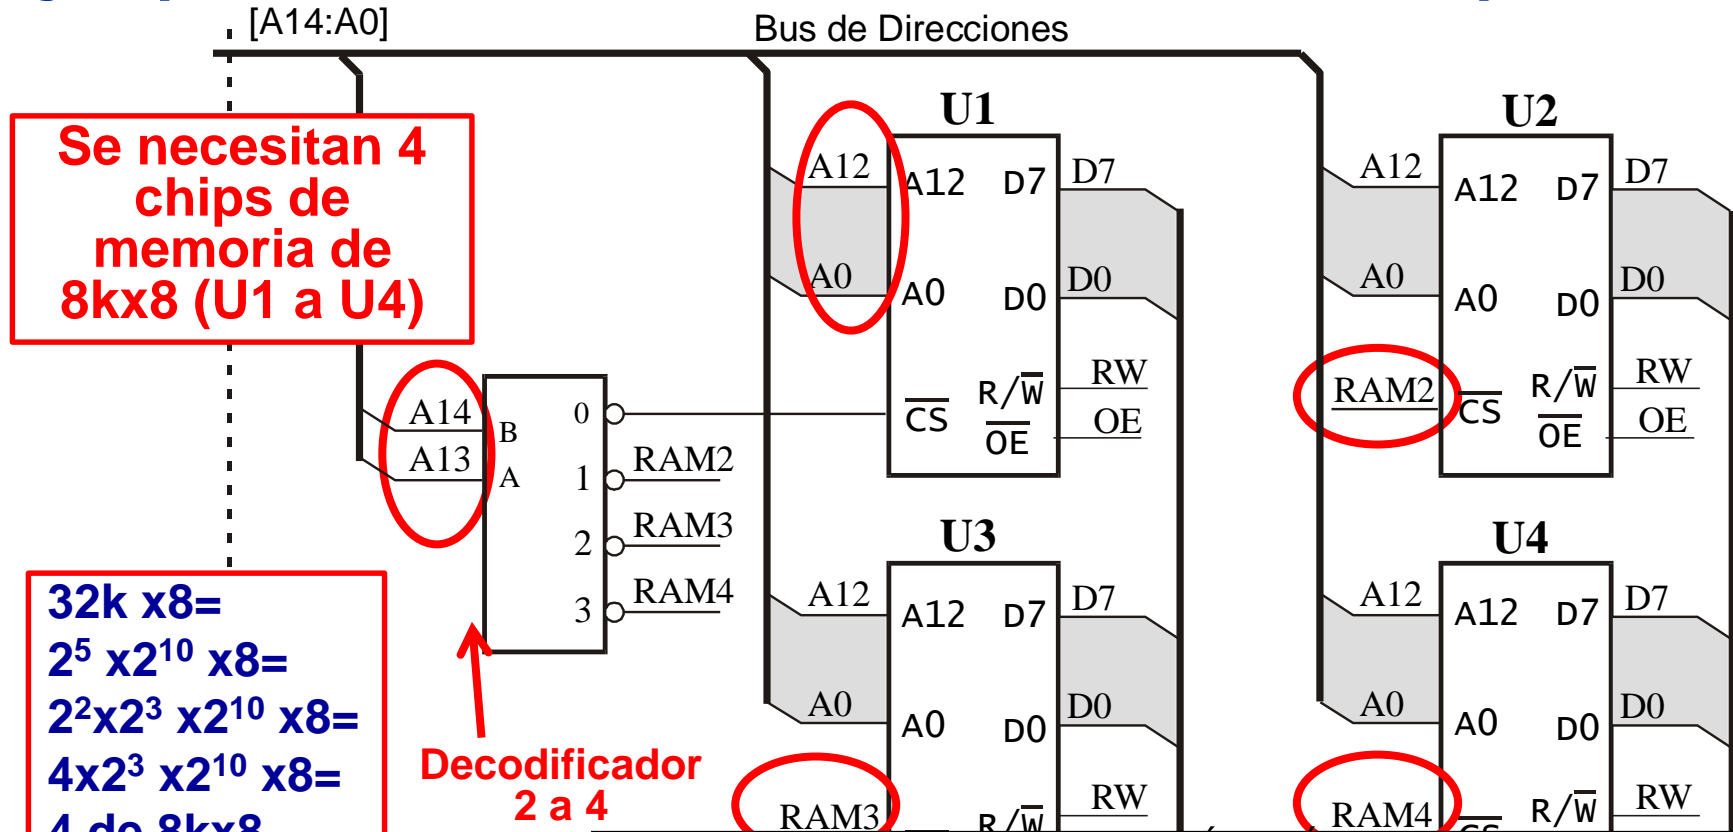 [A14:A0]
Bus de Direcciones
Se necesitan 4
chips de
memoria de
8kx8 (U1 a U4)
U1
A12
A12
D7
D7
A0
A0
D0
D0
CS
R/W
OE
RW
OE
U2
A12
A12
D7
D7
A0
A0
D0
D0
RAM2
CS
R/W
OE
RW
OE
A14
A13
B
A
0
1
2
3
RAM2
RAM3
RAM4
Decodificador
2 a 4
32k x8=
2⁵ x2¹⁰ x8=
2²x2³ x2¹⁰ x8=
4x2³ x2¹⁰ x8=
4 de 8kx8
U3
A12
A12
D7
D7
A0
A0
D0
D0
RAM3
R/W
RW
U4
A12
A12
D7
D7
A0
A0
D0
D0
RAM4
CS
R/W
RW